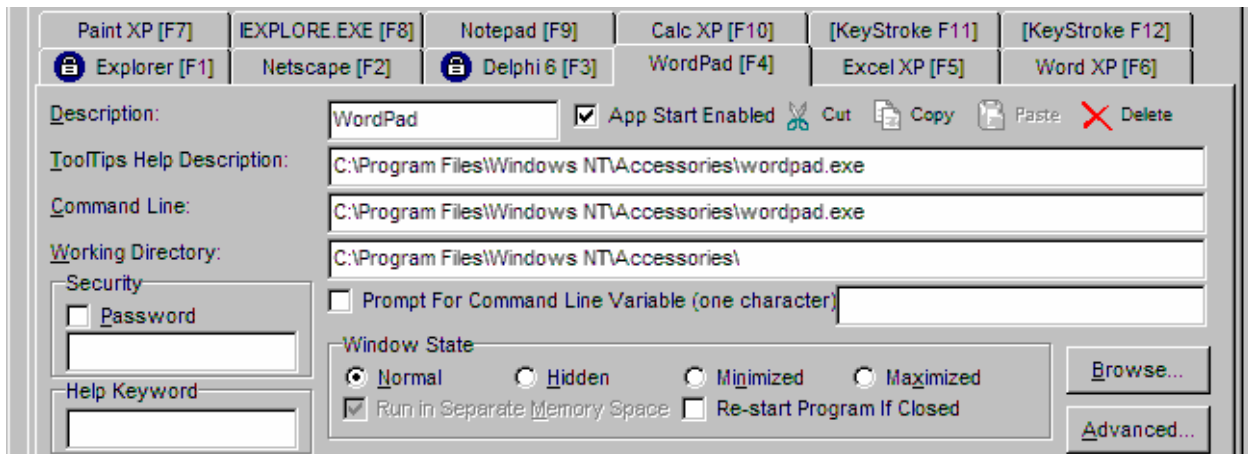 Paint XP [F7] IEXPLORE.EXE [F8] Notepad [F9] Calc XP [F10] [KeyStroke F11] [KeyStroke F12]
Explorer [F1] Netscape [F2] Delphi 6 [F3] WordPad [F4] Excel XP [F5] Word XP [F6]
Description: WordPad App Start Enabled Cut Copy Paste Delete
ToolTips Help Description: C:\Program Files\Windows NT\Accessories\wordpad.exe
Command Line: C:\Program Files\Windows NT\Accessories\wordpad.exe
Working Directory: C:\Program Files\Windows NT\Accessories\
Security
Password
Prompt For Command Line Variable (one character)
Window State
Normal Hidden Minimized Maximized
Run in Separate Memory Space Re-start Program If Closed
Help Keyword
Browse...
Advanced...